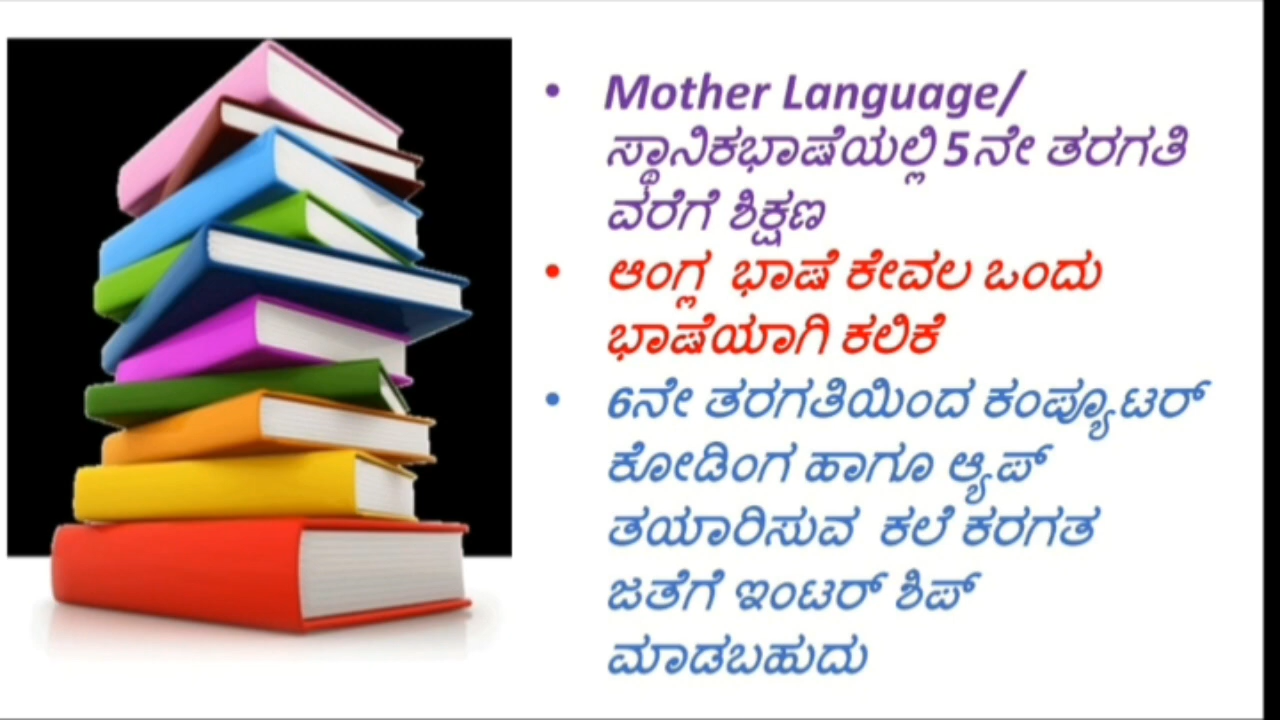 • Mother Language/
ಸ್ಥಾನಿಕಭಾಷೆಯಲ್ಲಿ 5ನೇ ತರಗತಿ
ವರೆಗೆ ಶಿಕ್ಷಣ
• ಆಂಗ್ಲ ಭಾಷೆ ಕೇವಲ ಒಂದು
ಭಾಷೆಯಾಗಿ ಕಲಿಕೆ
• 6ನೇ ತರಗತಿಯಿಂದ ಕಂಪ್ಯೂಟರ್
ಕೋಡಿಂಗ ಹಾಗೂ ಆ್ಯಪ್
ತಯಾರಿಸುವ ಕಲೆ ಕರಗತ
ಜತೆಗೆ ಇಂಟರ್ ಶಿಪ್
ಮಾಡಬಹುದು